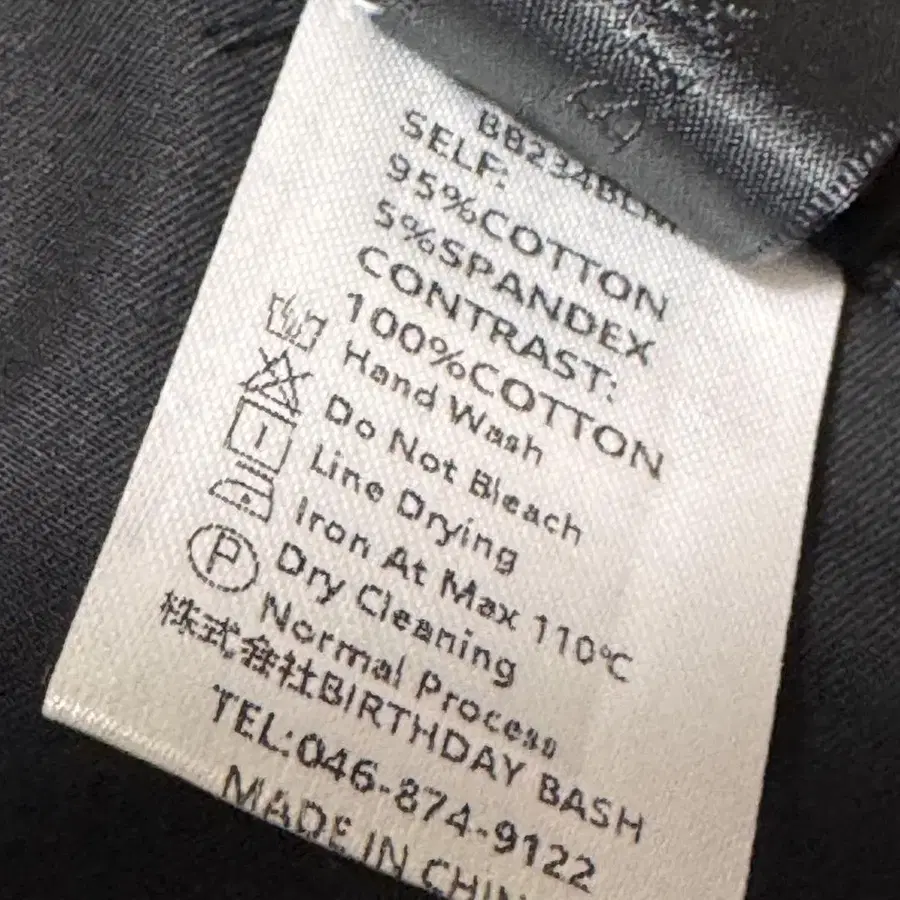 SELF:
95%COTTON
5%SPANDEX
CONTRAST:
100%COTTON
Hand Wash
Do Not Bleach
Line Drying
Iron At Max 110℃
Dry Cleaning
P
Normal Process
株式会社BIRTHDAY BASH
TEL:046-874-9122
MADE IN